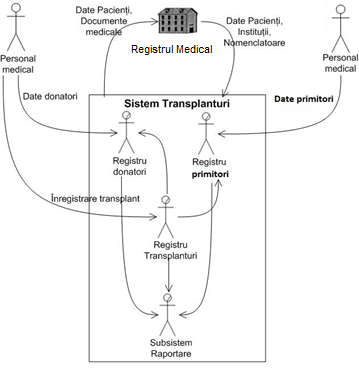 Date Pacienți,
Documente
medicale
Registrul Medical
Date Pacienți,
Instituții,
Nomenclatoare
Personal
medical
Personal
medical
Date donatori
Sistem Transplanturi
Date primitori
Registru
donatori
Registru
primitori
Înregistrare transplant
Registru
Transplanturi
Subsistem
Raportare